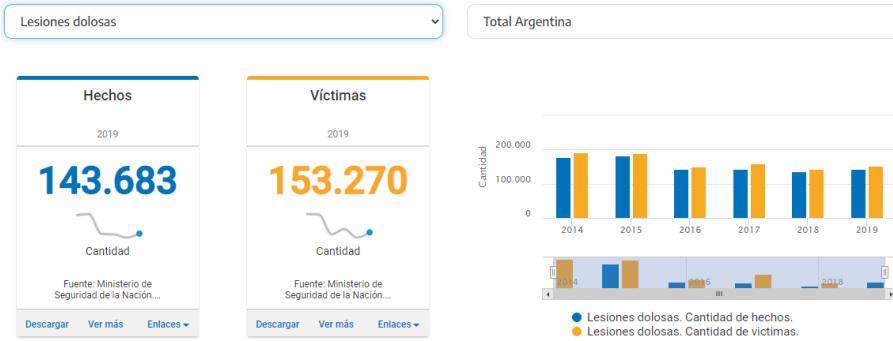 Lesiones dolosas
Total Argentina
Hechos
2019
143.683
Cantidad
Fuente: Ministerio de
Seguridad de la Nación....
Descargar Ver más Enlaces
Víctimas
2019
153.270
Cantidad
Fuente: Ministerio de
Seguridad de la Nación....
Descargar Ver más Enlaces
Cantidad
200.000
100.000
0
2014 2015 2016 2017 2018 2019
2014 2016 2018
Lesiones dolosas. Cantidad de hechos.
Lesiones dolosas. Cantidad de victimas.